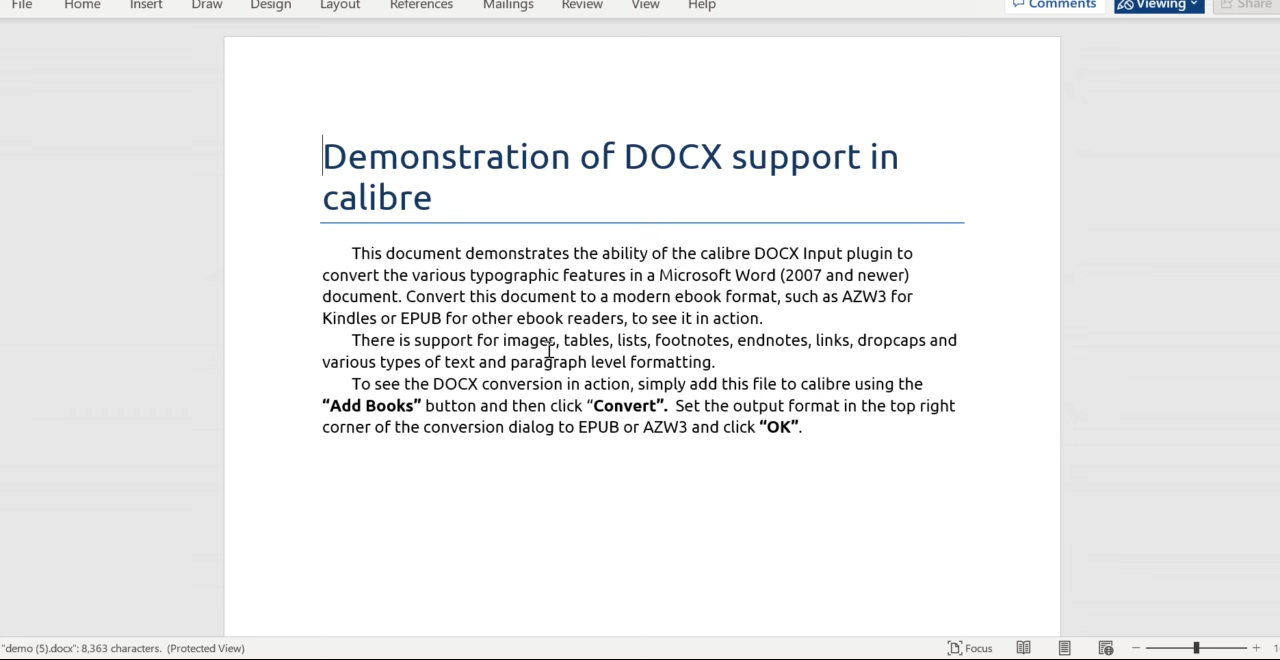 File Home Insert Draw Design Layout References Mailings Review View Help Comments Viewing Share
Demonstration of DOCX support in
calibre
This document demonstrates the ability of the calibre DOCX Input plugin to
convert the various typographic features in a Microsoft Word (2007 and newer)
document. Convert this document to a modern ebook format, such as AZW3 for
Kindles or EPUB for other ebook readers, to see it in action.
There is support for images, tables, lists, footnotes, endnotes, links, dropcaps and
various types of text and paragraph level formatting.
To see the DOCX conversion in action, simply add this file to calibre using the
“Add Books” button and then click “Convert”.  Set the output format in the top right
corner of the conversion dialog to EPUB or AZW3 and click “OK”.
"demo (5).docx": 8,363 characters. (Protected View) Focus